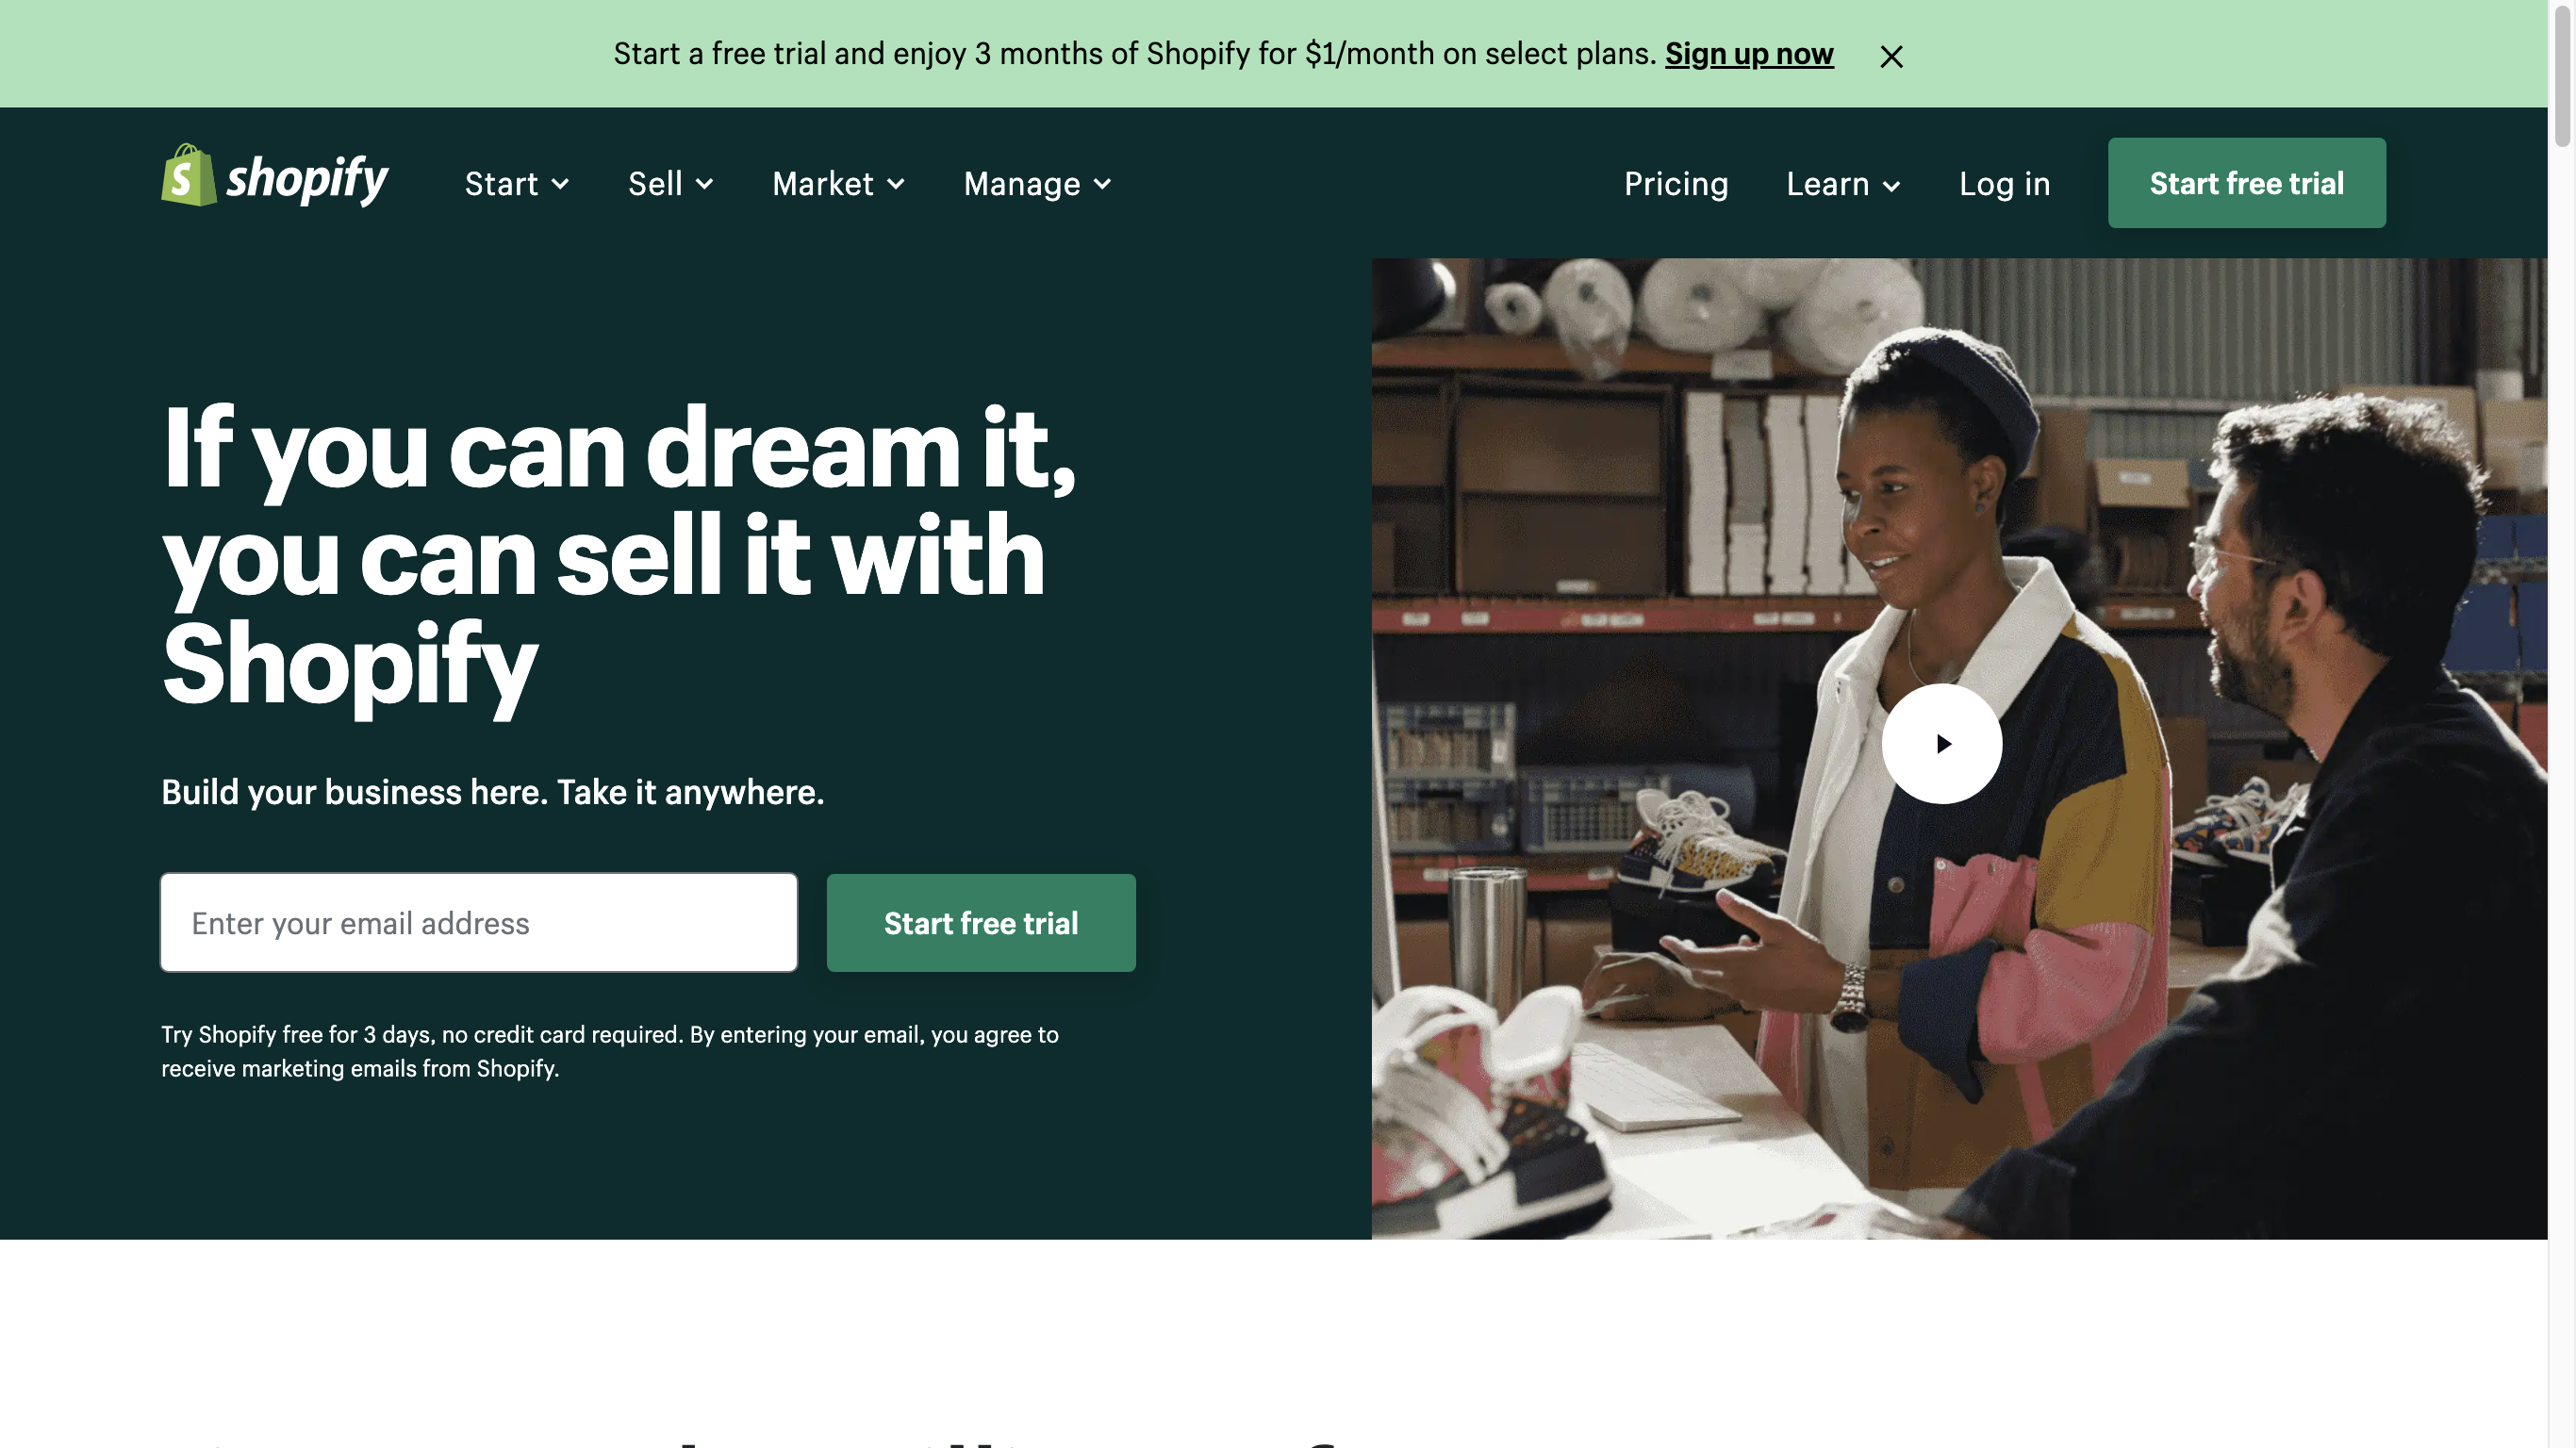 Start a free trial and enjoy 3 months of Shopify for $1/month on select plans. Sign up now
shopify
Start
Sell
Market
Manage
Pricing
Learn
Log in
Start free trial
If you can dream it,
you can sell it with
Shopify
Build your business here. Take it anywhere.
Enter your email address
Start free trial
Try Shopify free for 3 days, no credit card required. By entering your email, you agree to
receive marketing emails from Shopify.